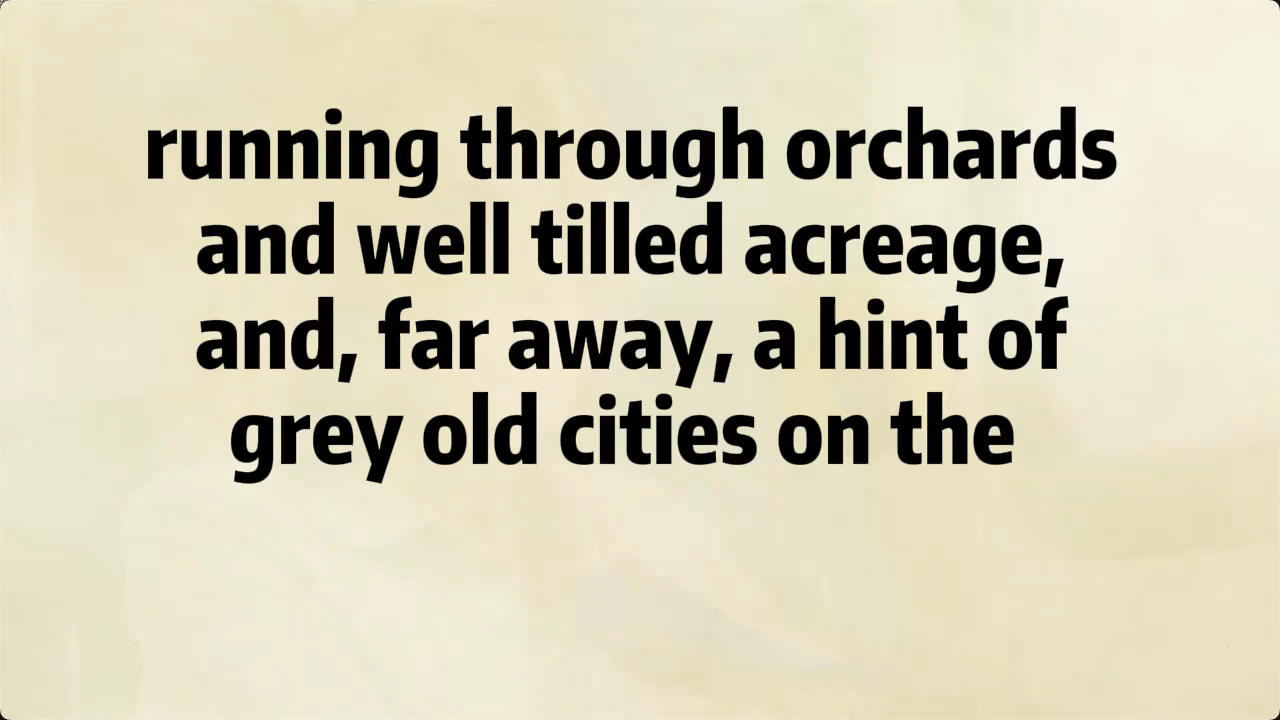 running through orchards
and well tilled acreage,
and, far away, a hint of
grey old cities on the